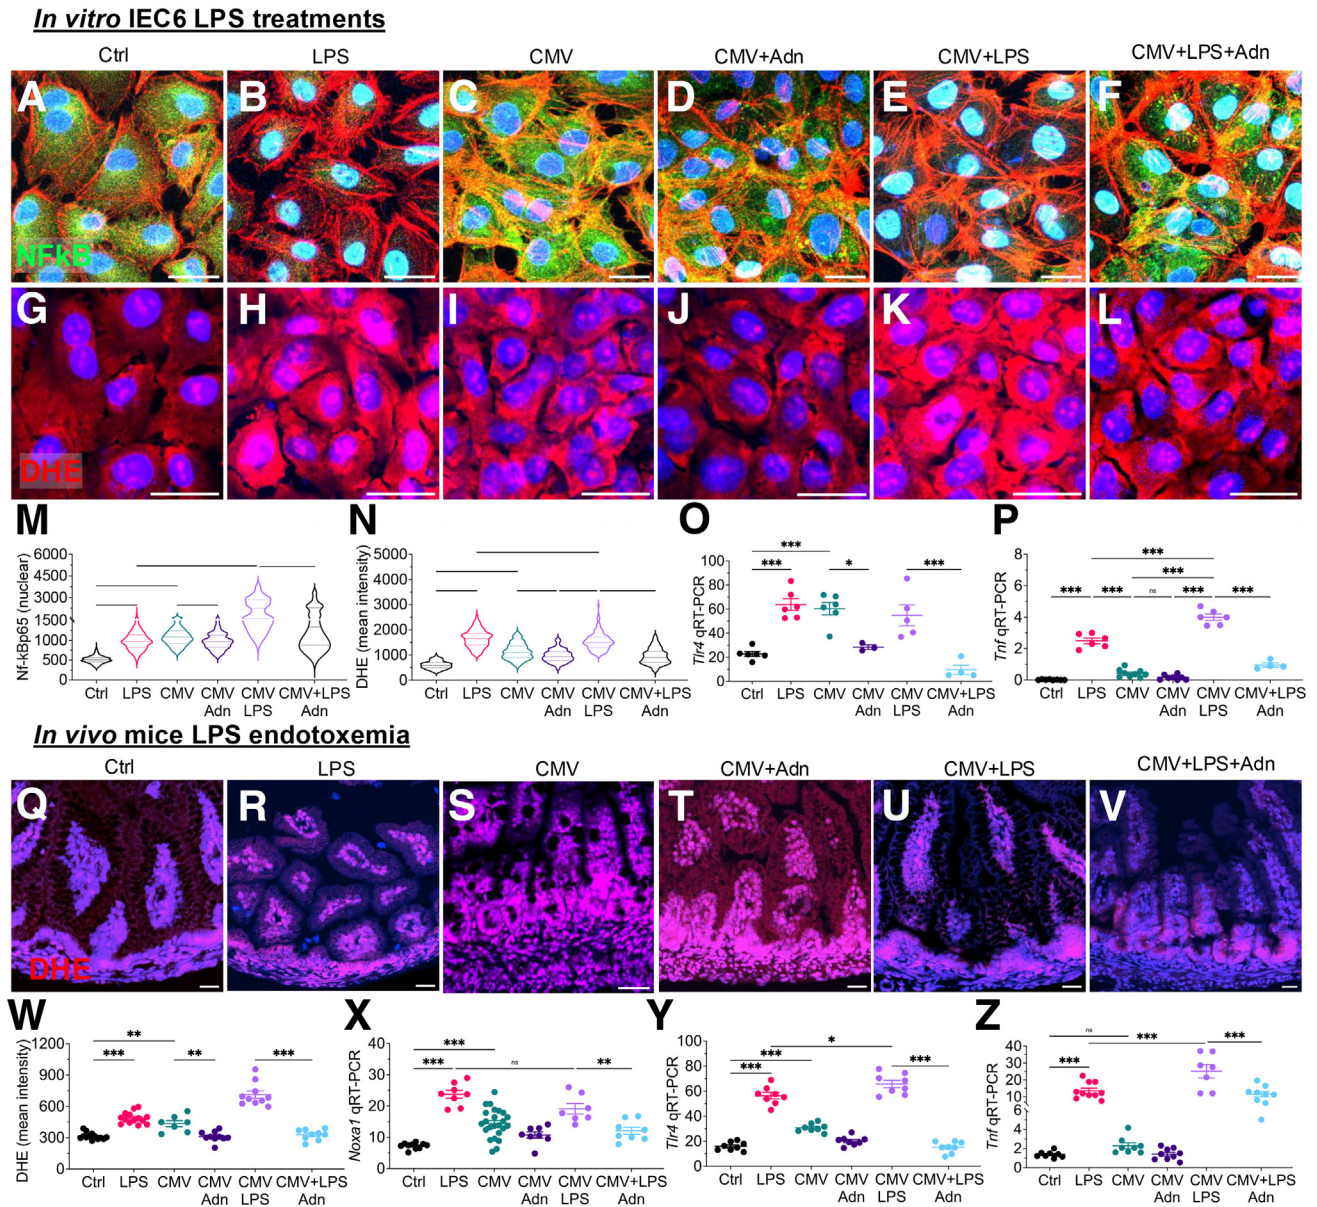 In vitro IEC6 LPS treatments
Ctrl LPS CMV CMV+Adn CMV+LPS CMV+LPS+Adn
A B C D E F
NFkB
G H I J K L
DHE
M N O P
Nf-kBp65 (nuclear)
6000
4500
3000
1500
1000
500
0
Ctrl LPS CMV CMV CMV CMV+LPS
Adn LPS Adn
DHE (mean intensity)
5000
4000
3000
2000
1000
0
Ctrl LPS CMV CMV CMV CMV+LPS
Adn LPS Adn
Tlr4 qRT-PCR
100
80
60
40
20
0
***
*** * ***
Ctrl LPS CMV CMV CMV CMV+LPS
Adn LPS Adn
Tnf qRT-PCR
8
6
4
2
0
***
***
*** *** ns *** ***
Ctrl LPS CMV CMV CMV CMV+LPS
Adn LPS Adn
In vivo mice LPS endotoxemia
Ctrl LPS CMV CMV+Adn CMV+LPS CMV+LPS+Adn
Q R S T U V
DHE
W X Y Z
DHE (mean intensity)
1200
900
600
300
0
**
*** ** ***
Ctrl LPS CMV CMV CMV CMV+LPS
Adn LPS Adn
Noxa1 qRT-PCR
40
30
20
10
0
***
*** ns **
Ctrl LPS CMV CMV CMV CMV+LPS
Adn LPS Adn
Tlr4 qRT-PCR
100
80
60
40
20
0
*
***
*** ***
Ctrl LPS CMV CMV CMV CMV+LPS
Adn LPS Adn
Tnf qRT-PCR
40
30
20
10
6
4
2
0
ns *** ***
***
Ctrl LPS CMV CMV CMV CMV+LPS
Adn LPS Adn